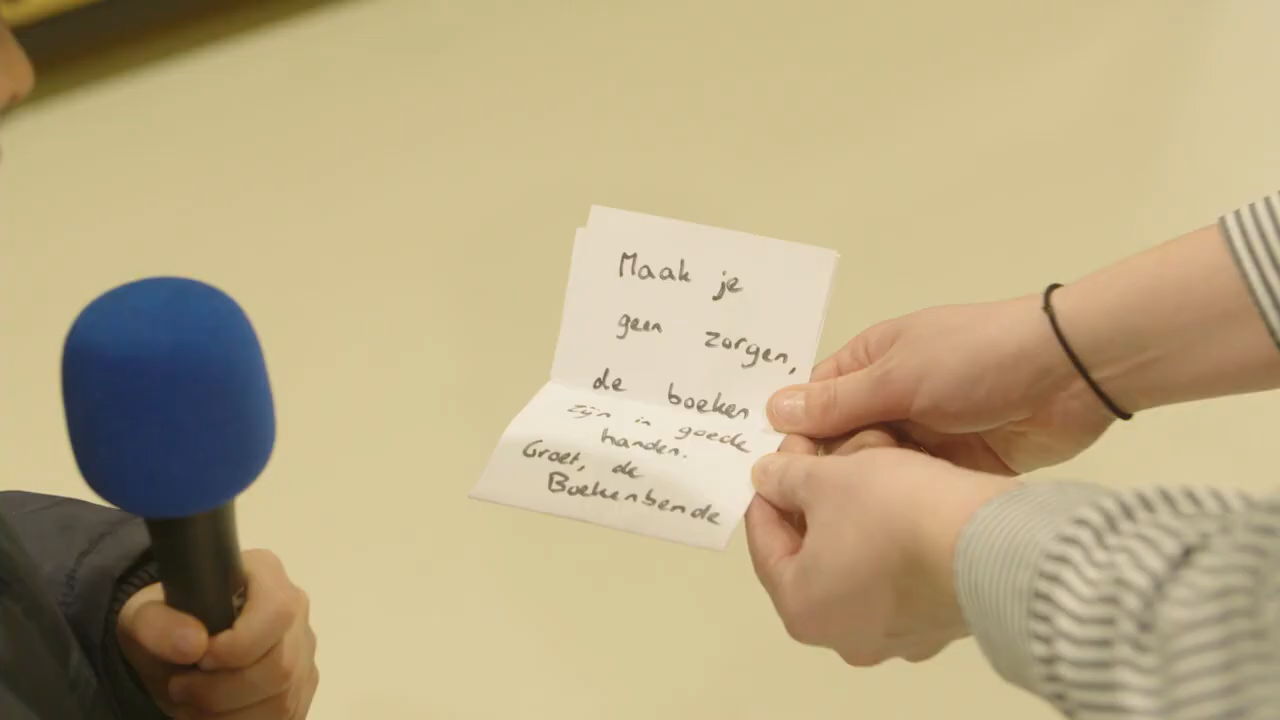 Maak je
geen zorgen,
de boeken
zijn in goede
handen.
Groet, de
Boekenbende